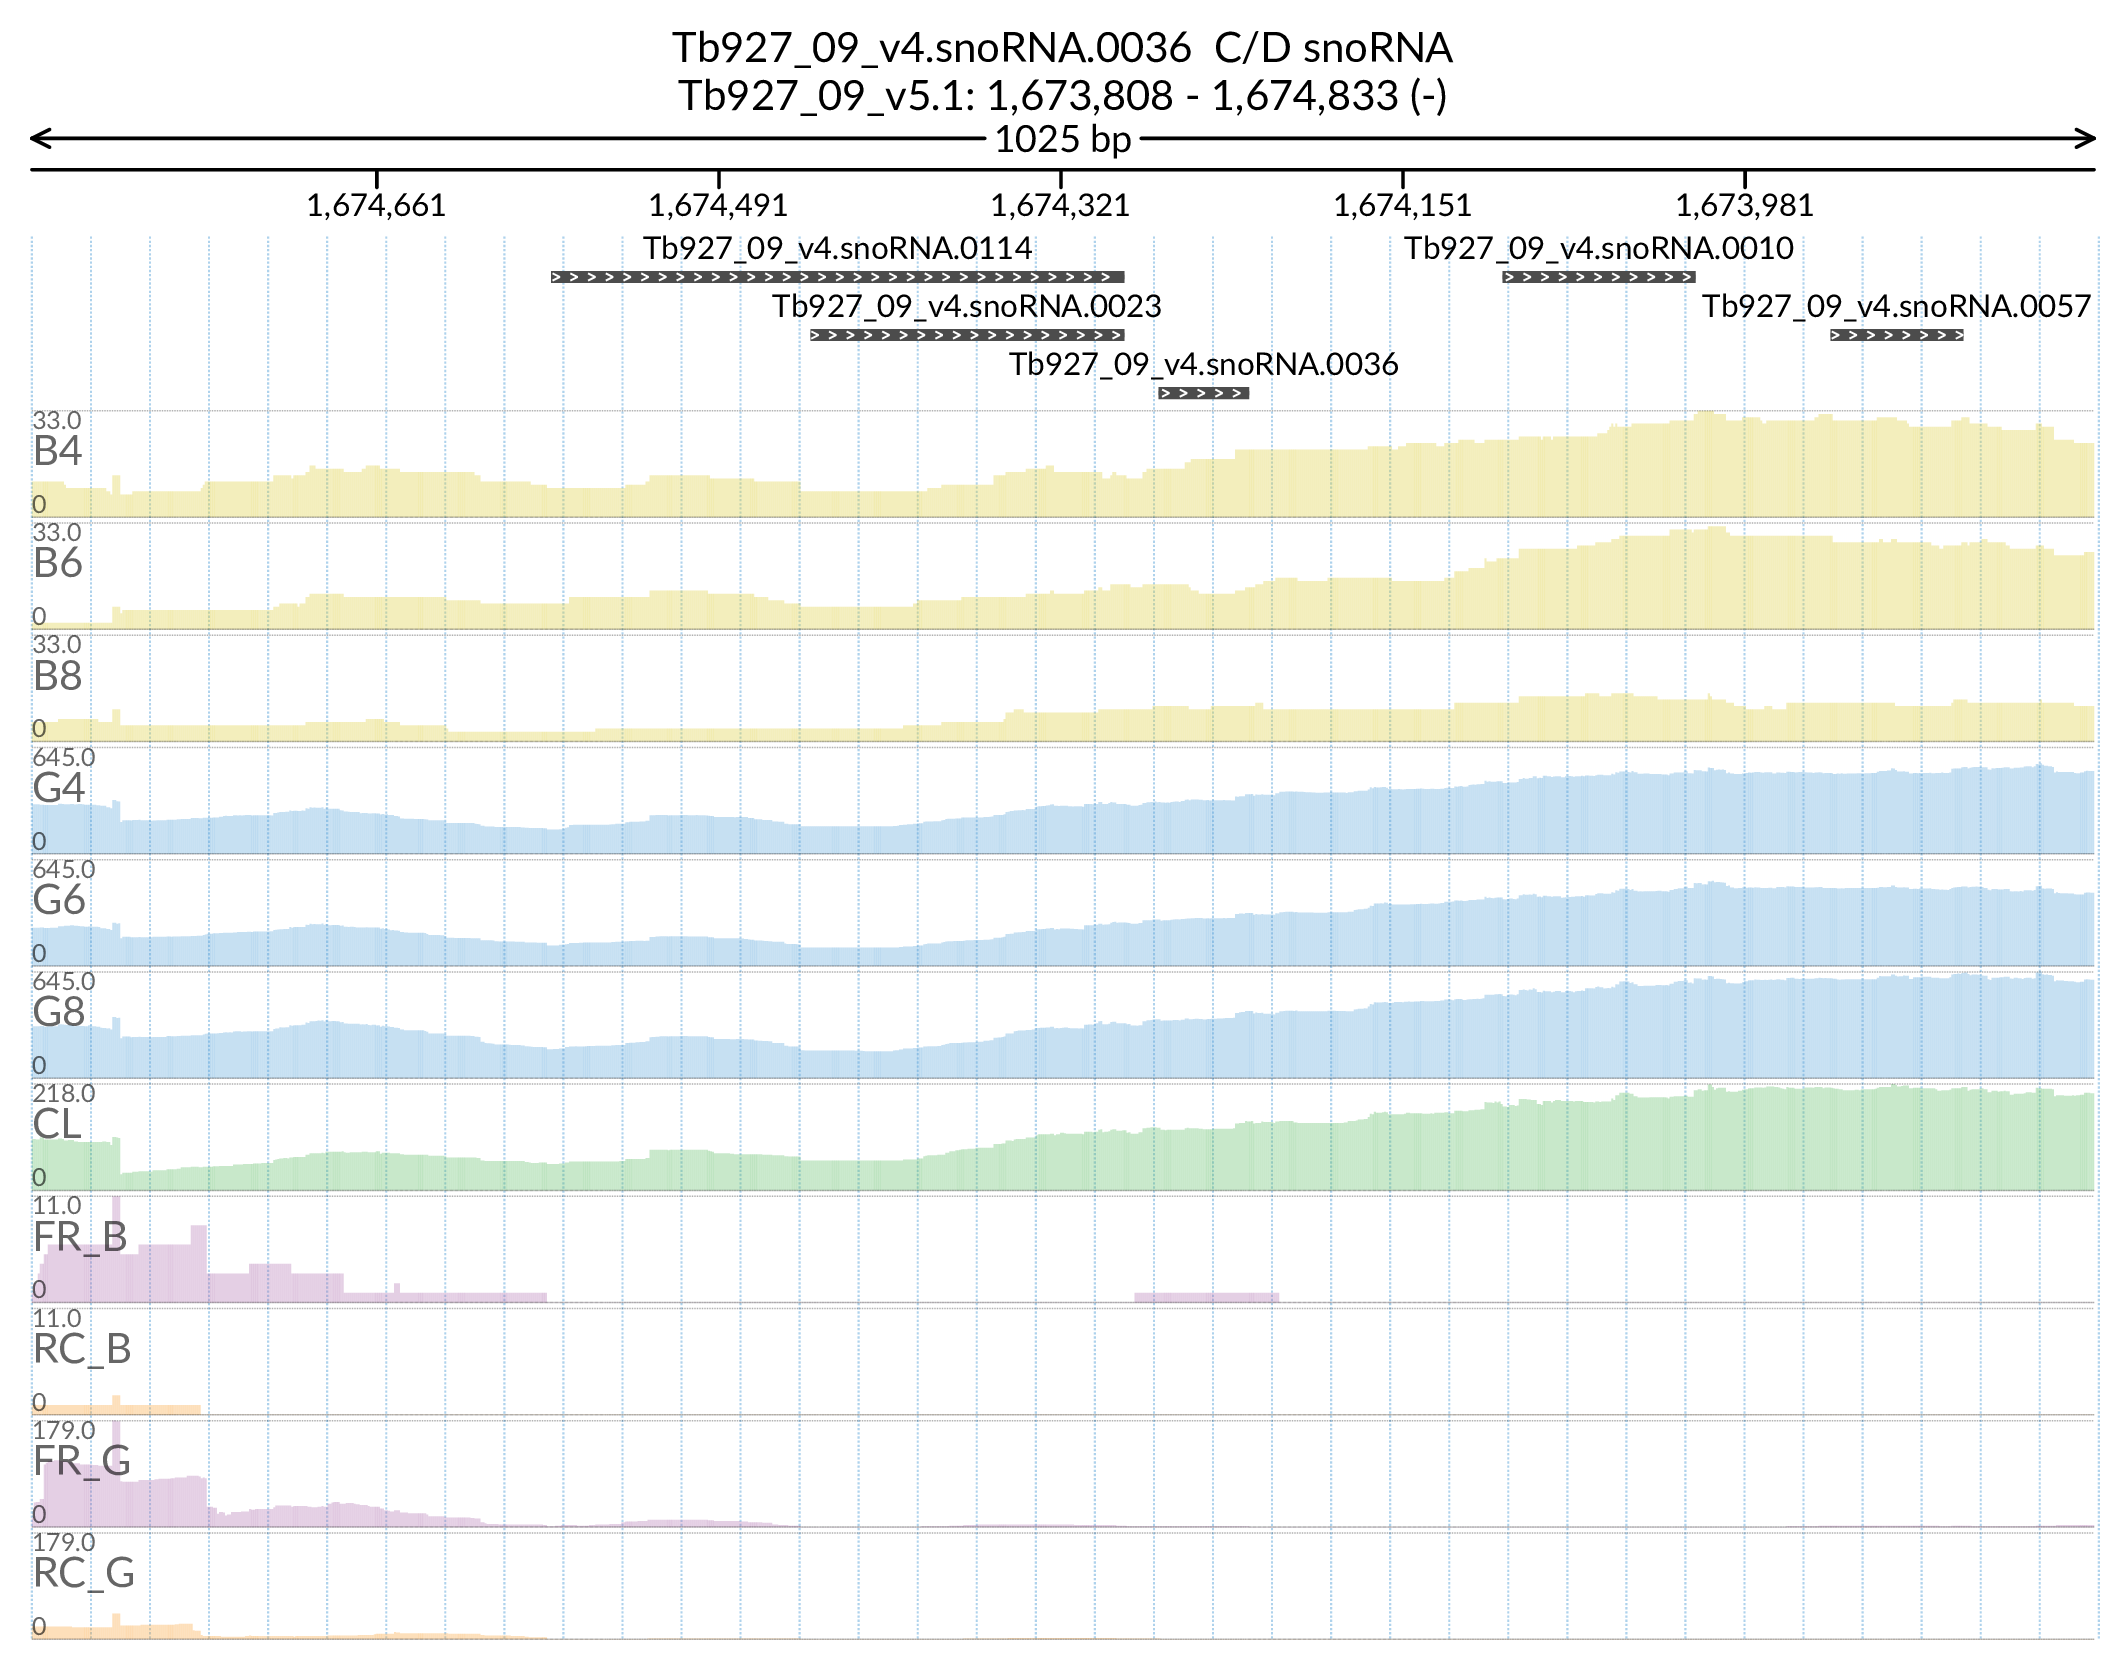 Tb927_09_v4.snoRNA.0036  C/D snoRNA
Tb927_09_v5.1: 1,673,808 - 1,674,833 (-)
1025 bp
1,674,661 1,674,491 1,674,321 1,674,151 1,673,981
Tb927_09_v4.snoRNA.0114 Tb927_09_v4.snoRNA.0010
Tb927_09_v4.snoRNA.0023 Tb927_09_v4.snoRNA.0057
Tb927_09_v4.snoRNA.0036
33.0
B4
0
33.0
B6
0
33.0
B8
0
645.0
G4
0
645.0
G6
0
645.0
G8
0
218.0
CL
0
11.0
FR_B
0
11.0
RC_B
0
179.0
FR_G
0
179.0
RC_G
0